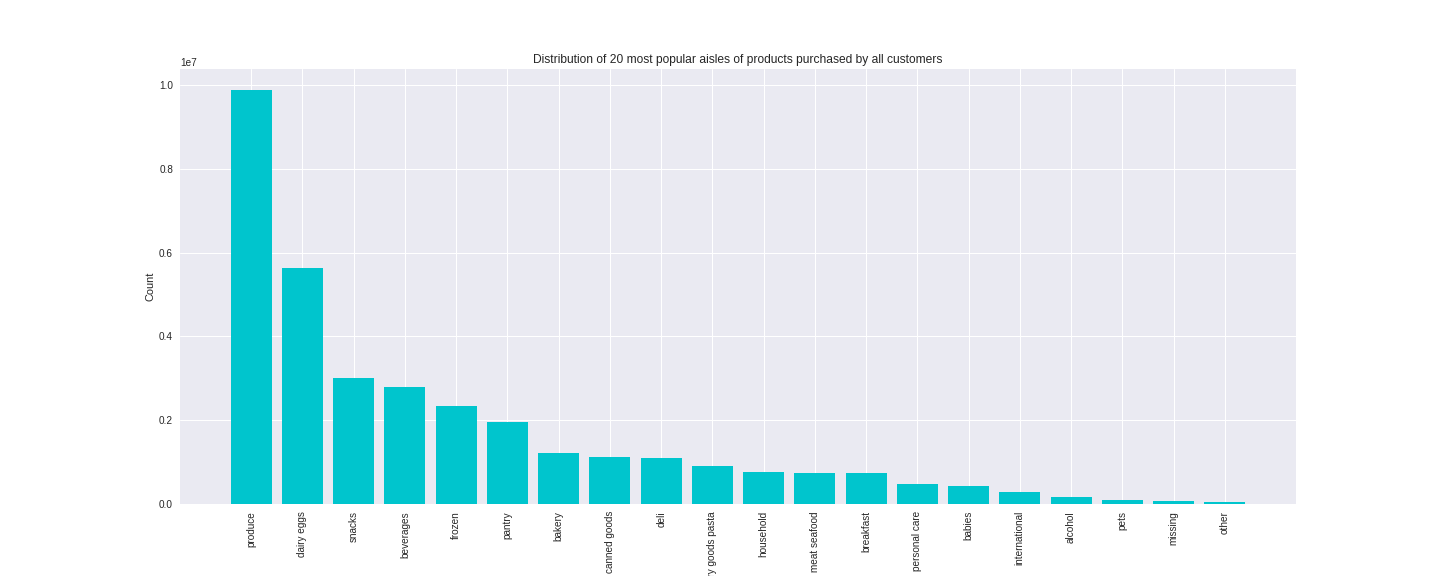 Distribution of 20 most popular aisles of products purchased by all customers
1e7
1.0
0.8
0.6
0.4
0.2
0.0
Count
produce
dairy eggs
snacks
beverages
frozen
pantry
bakery
canned goods
deli
ry goods pasta
household
meat seafood
breakfast
personal care
babies
international
alcohol
pets
missing
other